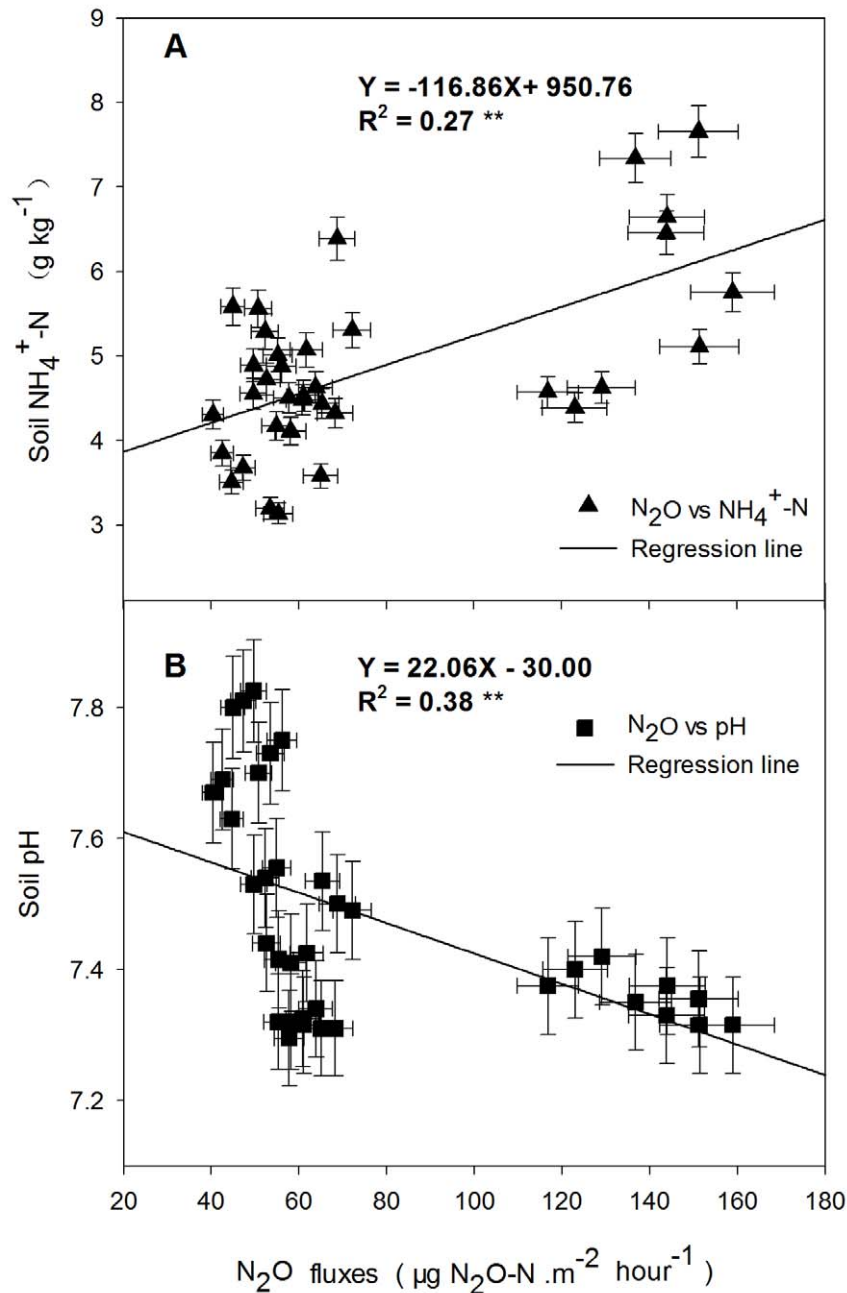 A
Y = -116.86X+ 950.76
R² = 0.27 **
9
8
7
6
5
4
3
Soil NH₄⁺-N （g kg⁻¹)
N₂O vs NH₄⁺-N
Regression line
B
Y = 22.06X - 30.00
R² = 0.38 **
N₂O vs pH
Regression line
7.8
7.6
7.4
7.2
Soil pH
20 40 60 80 100 120 140 160 180
N₂O fluxes ( µg N₂O-N .m⁻² hour⁻¹ )